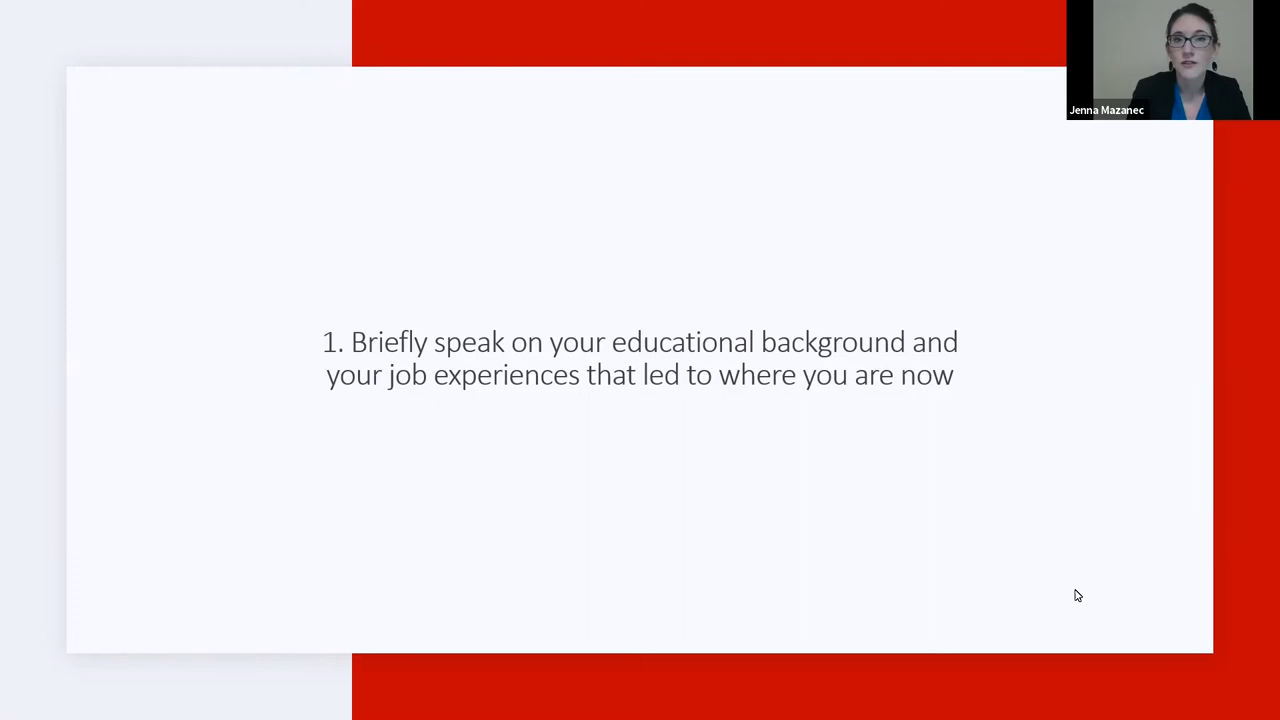 Jenna Mazanec
1. Briefly speak on your educational background and
your job experiences that led to where you are now